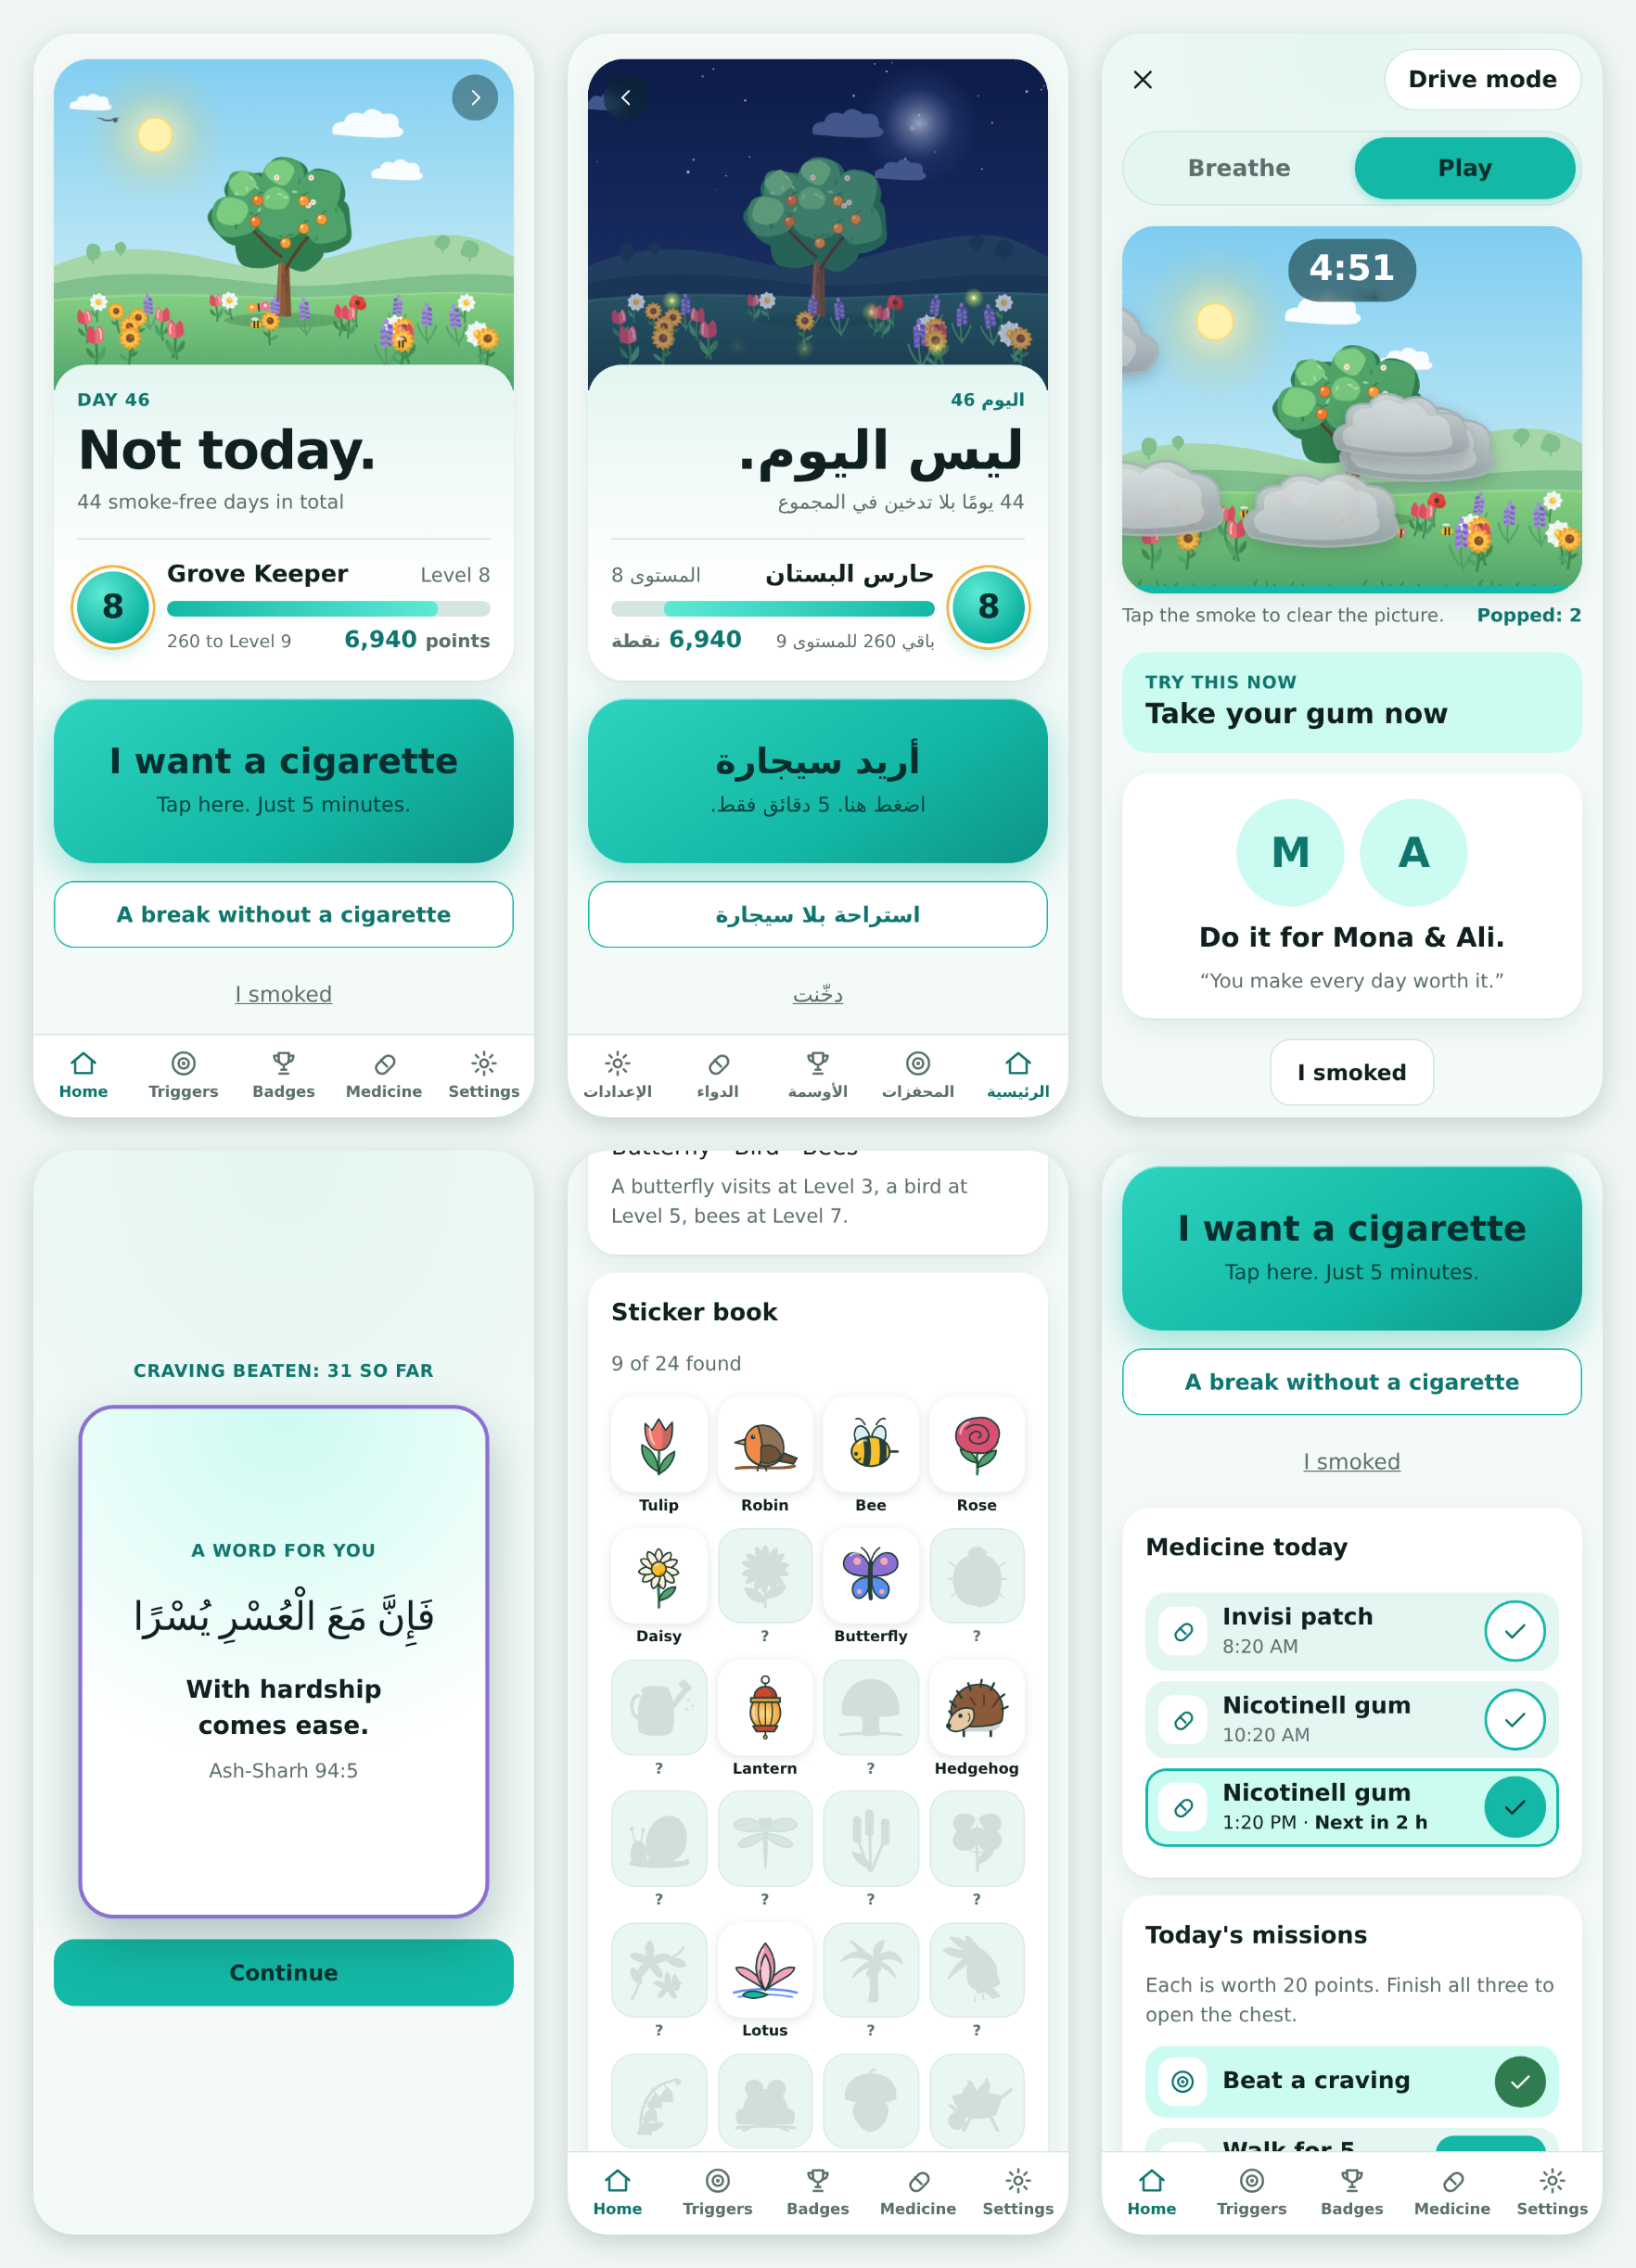 DAY 46
Not today.
44 smoke-free days in total
8
Grove Keeper
Level 8
260 to Level 9
6,940 points
I want a cigarette
Tap here. Just 5 minutes.
A break without a cigarette
I smoked
Home
Triggers
Badges
Medicine
Settings
اليوم 46
ليس اليوم.
44 يومًا بلا تدخين في المجموع
8
حارس البستان
المستوى 8
باقي 260 للمستوى 9
6,940 نقطة
أريد سيجارة
اضغط هنا. 5 دقائق فقط.
استراحة بلا سيجارة
دخّنت
الرئيسية
المحفزات
الأوسمة
الدواء
الإعدادات
Drive mode
Breathe
Play
4:51
Tap the smoke to clear the picture.
Popped: 2
TRY THIS NOW
Take your gum now
M
A
Do it for Mona & Ali.
“You make every day worth it.”
I smoked
CRAVING BEATEN: 31 SO FAR
A WORD FOR YOU
فَإِنَّ مَعَ الْعُسْرِ يُسْرًا
With hardship
comes ease.
Ash-Sharh 94:5
Continue
Butterfly Bird Bees
A butterfly visits at Level 3, a bird at
Level 5, bees at Level 7.
Sticker book
9 of 24 found
Tulip
Robin
Bee
Rose
Daisy
?
Butterfly
?
?
Lantern
?
Hedgehog
?
?
?
?
?
Lotus
?
?
Home
Triggers
Badges
Medicine
Settings
I want a cigarette
Tap here. Just 5 minutes.
A break without a cigarette
I smoked
Medicine today
Invisi patch
8:20 AM
Nicotinell gum
10:20 AM
Nicotinell gum
1:20 PM · Next in 2 h
Today's missions
Each is worth 20 points. Finish all three to
open the chest.
Beat a craving
Walk for 5
Home
Triggers
Badges
Medicine
Settings